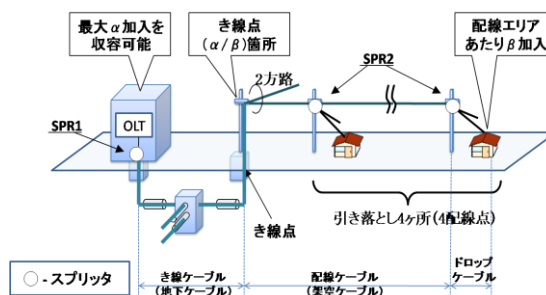 最大α加入を
収容可能
き線点
(α/β)箇所
2方路
SPR2
配線エリア
あたりβ加入
SPR1
OLT
き線点
引き落とし4ヶ所(4配線点)
○-スプリッタ
き線ケーブル
(地下ケーブル)
配線ケーブル
(架空ケーブル)
ドロップ
ケーブル